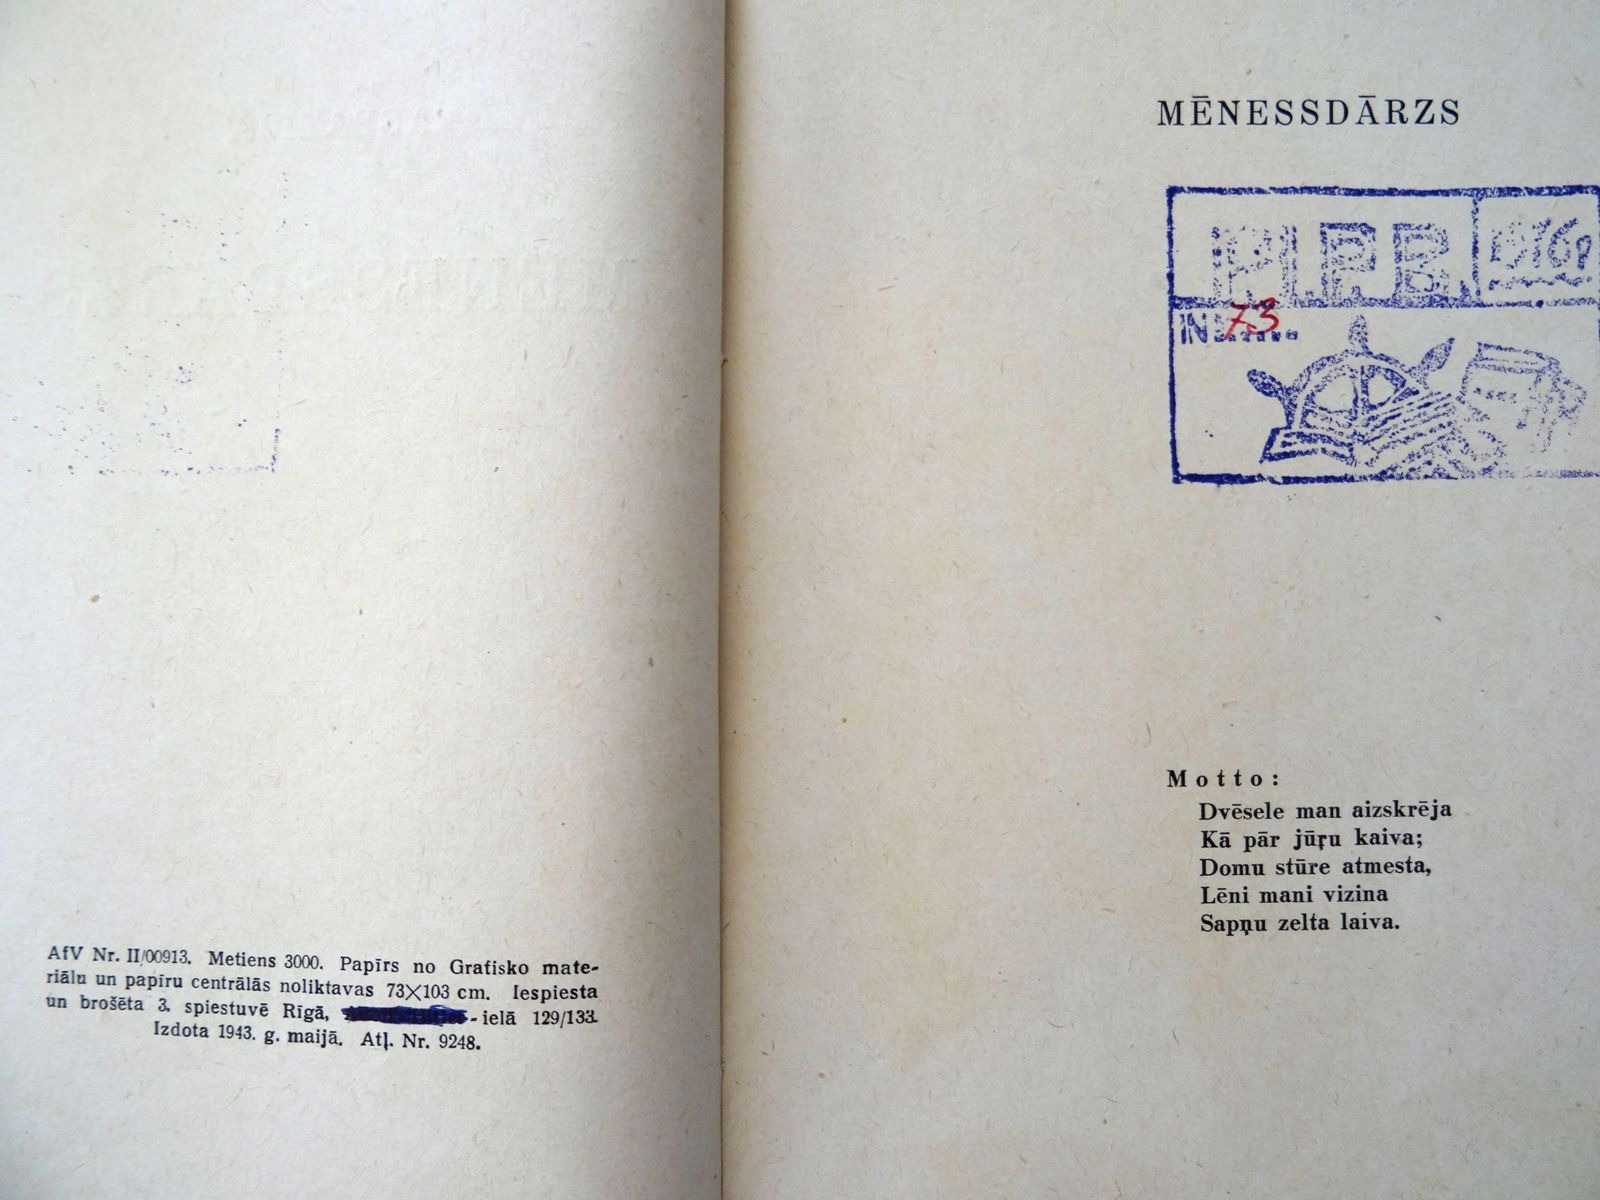 AfV Nr. II/00913. Metiens 3000. Papīrs no Grafisko mate-
riālu un papīru centrālās noliktavas 73×103 cm. Iespiesta
un brošēta 3. spiestuvē Rīgā, -ielā 129/133.
Izdota 1943. g. maijā. Atļ. Nr. 9248.
MĒNESSDĀRZS
73
Motto:
Dvēsele man aizskrēja
Kā pār jūŗu kaiva;
Domu stūre atmesta,
Lēni mani vizina
Sapņu zelta laiva.